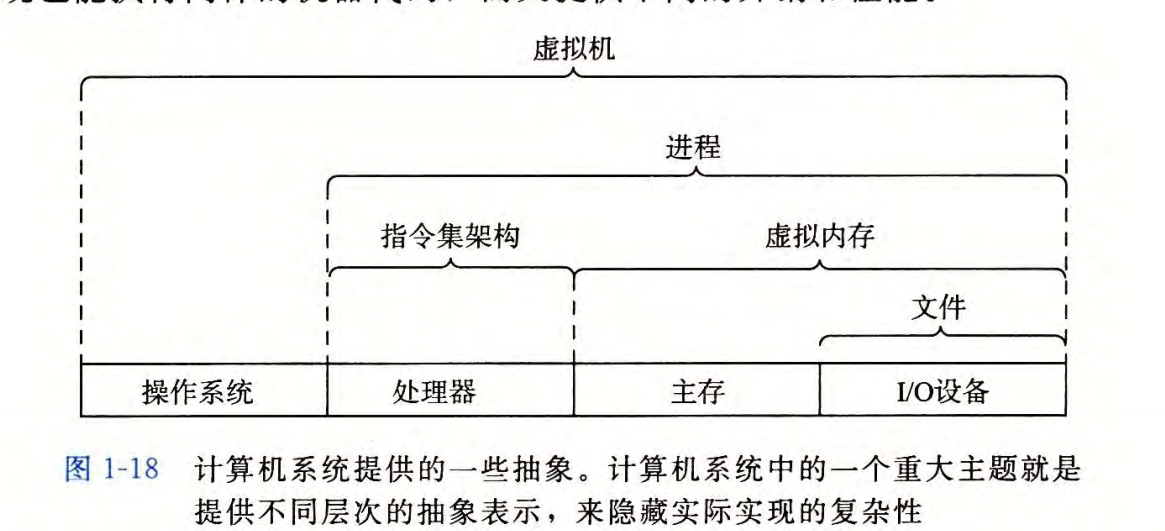 虚拟机
进程
指令集架构 虚拟内存
文件
操作系统 处理器 主存 I/O设备
图 1-18 计算机系统提供的一些抽象。计算机系统中的一个重大主题就是
提供不同层次的抽象表示，来隐藏实际实现的复杂性